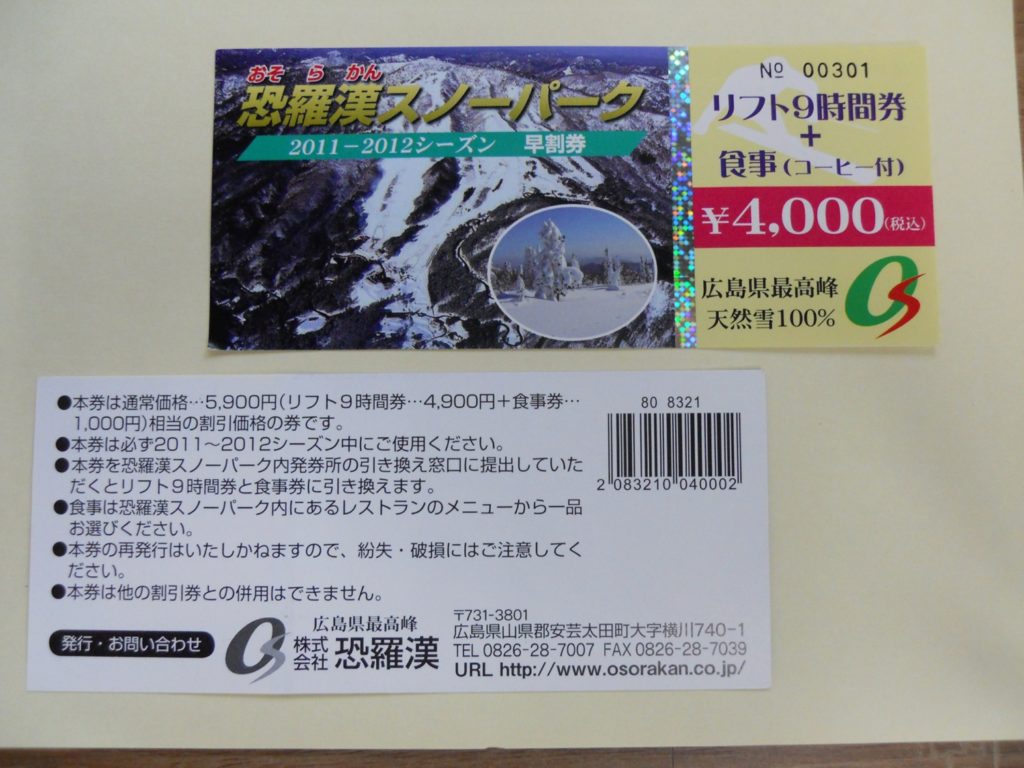 おそ ら かん
恐羅漢スノーパーク
2011−2012シーズン 早割券
№ 00301
リフト9時間券
+
食事(コーヒー付)
¥4,000(税込)
広島県最高峰
天然雪100%
●本券は通常価格…5,900円(リフト9時間券…4,900円+食事券…
1,000円)相当の割引価格の券です。
●本券は必ず2011〜2012シーズン中にご使用ください。
●本券を恐羅漢スノーパーク内発券所の引き換え窓口に提出していた
だくとリフト9時間券と食事券に引き換えます。
●食事は恐羅漢スノーパーク内にあるレストランのメニューから一品
お選びください。
●本券の再発行はいたしかねますので、紛失・破損にはご注意してく
ださい。
●本券は他の割引券との併用はできません。
80 8321
2 083210 040002
発行・お問い合わせ
広島県最高峰
株式会社 恐羅漢
〒731-3801
広島県山県郡安芸太田町大字横川740-1
TEL 0826-28-7007 FAX 0826-28-7039
URL http://www.osorakan.co.jp/